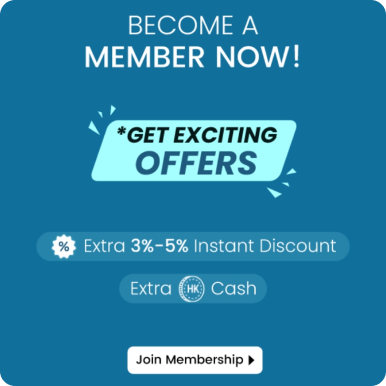 BECOME A
MEMBER NOW!
*GET EXCITING
OFFERS
% Extra 3%-5% Instant Discount
Extra HK Cash
Join Membership